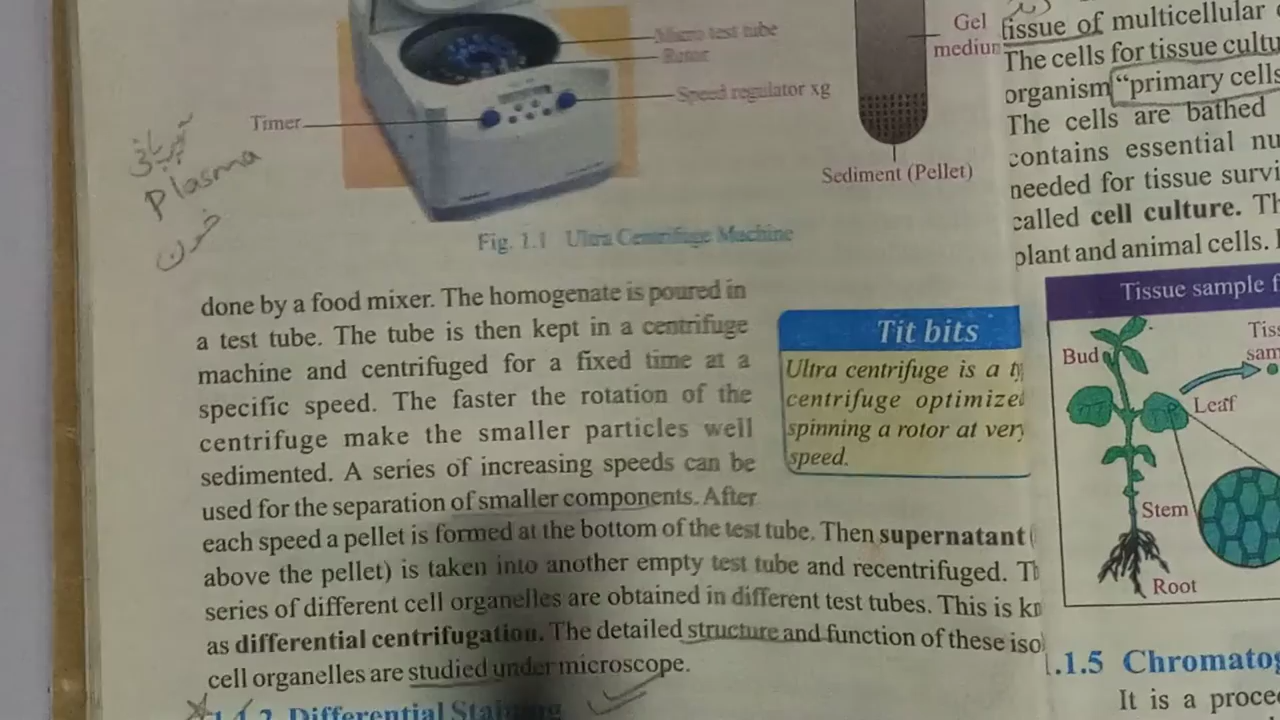 Micro test tube
Rotor
Speed regulator xg
Timer
Plasma
خون
Gel
medium
Sediment (Pellet)
Fig. 1.1 Ultra Centrifuge Machine
done by a food mixer. The homogenate is poured in
a test tube. The tube is then kept in a centrifuge
machine and centrifuged for a fixed time at a
specific speed. The faster the rotation of the
centrifuge make the smaller particles well
sedimented. A series of increasing speeds can be
used for the separation of smaller components. After
each speed a pellet is formed at the bottom of the test tube. Then supernatant
above the pellet) is taken into another empty test tube and recentrifuged.
series of different cell organelles are obtained in different test tubes. This is
as differential centrifugation. The detailed structure and function of these
cell organelles are studied under microscope.
Differential Staining
Tit bits
Ultra centrifuge is a
centrifuge optimized
spinning a rotor at very
speed.
tissue of multicellular
The cells for tissue
organism "primary cells
The cells are bathed
contains essential
needed for tissue
called cell culture.
plant and animal cells.
Tissue sample
Bud
Leaf
Stem
Root
.1.5
It is a